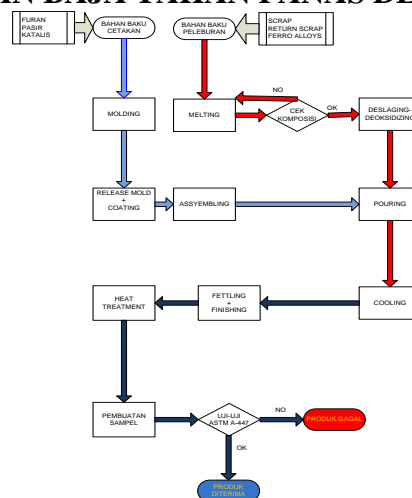 BAJA TAHAN PANAS
FURAN
PASIR
KATALIS
BAHAN BAKU
CETAKAN
BAHAN BAKU
PELEBURAN
SCRAP
RETURN SCRAP
FERRO ALLOYS
NO
MOLDING
MELTING
CEK
KOMPOSISI
OK
DESLAGING-
DEOKSIDIZING
RELEASE MOLD
+
COATING
ASSYEMBLING
POURING
HEAT
TREATMENT
FETTLING
+
FINISHING
COOLING
PEMBUATAN
SAMPEL
UJI-UJI
ASTM A-447
NO
PRODUK GAGAL
OK
PRODUK
DITERIMA